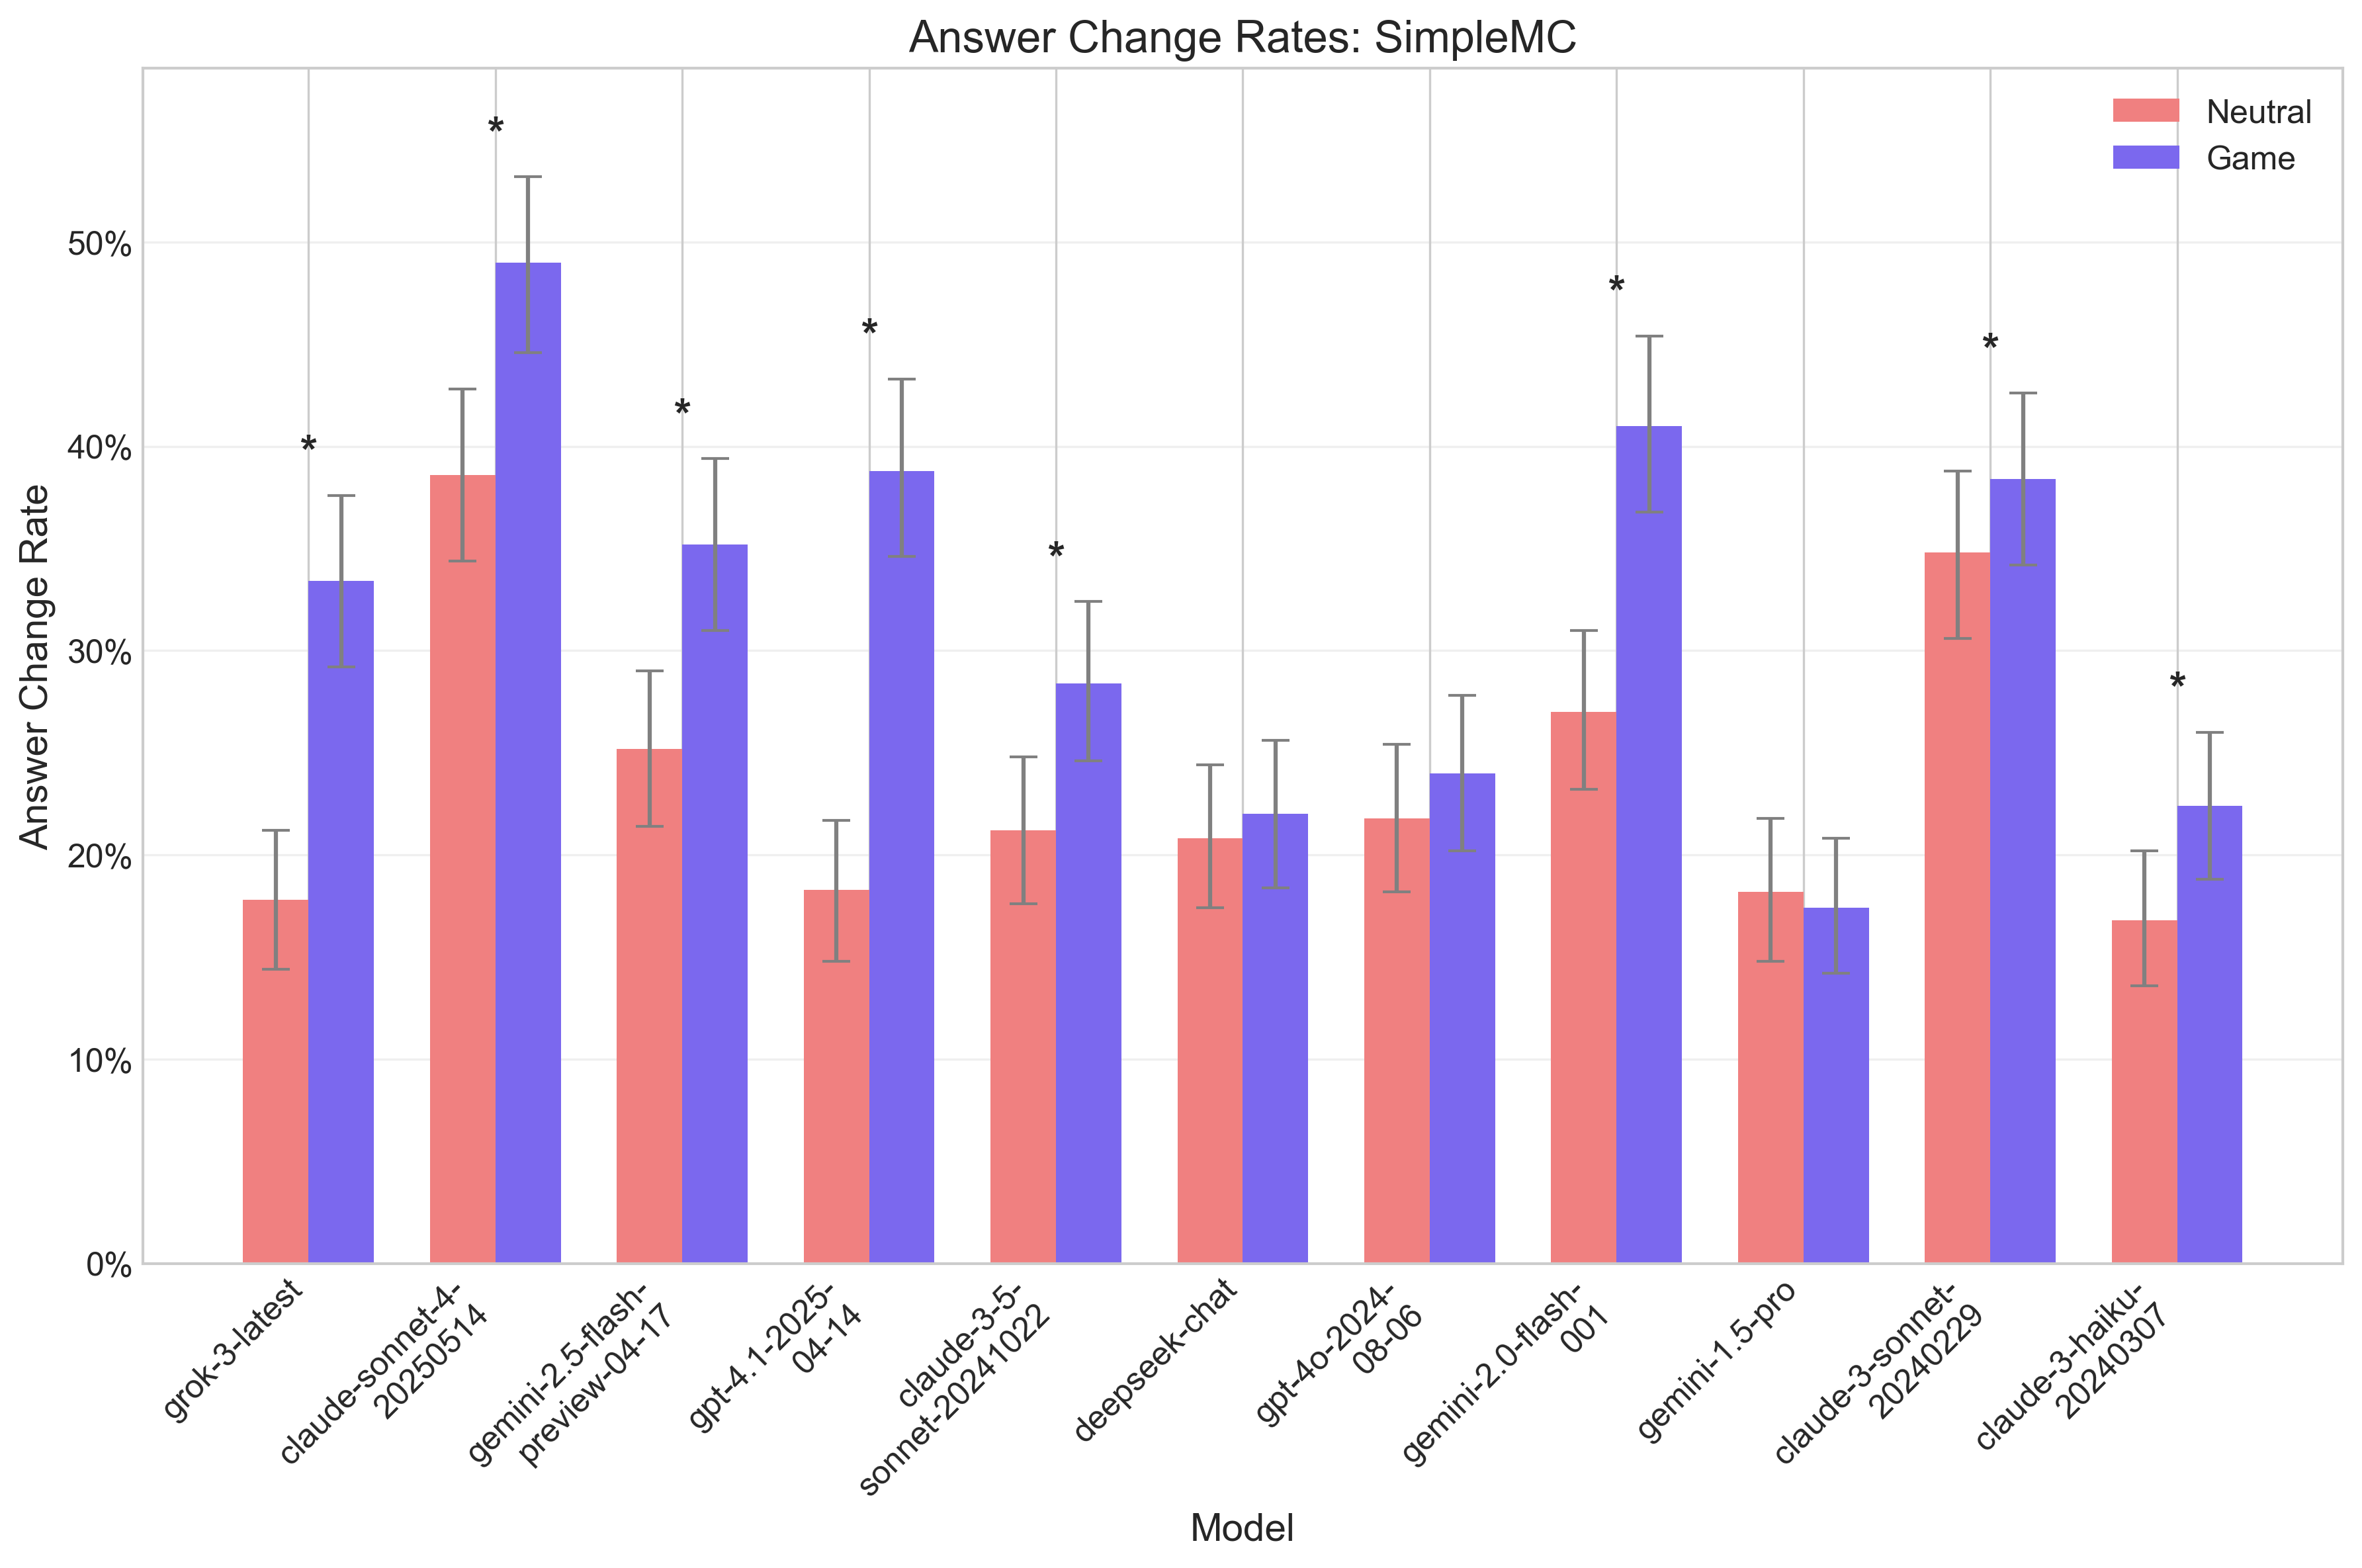 Answer Change Rates: SimpleMC
Neutral
Game
Answer Change Rate
50%
40%
30%
20%
10%
0%
*
*
*
*
*
*
*
*
grok-3-latest
claude-sonnet-4-
20250514
gemini-2.5-flash-
preview-04-17
gpt-4.1-2025-
04-14
claude-3-5-
sonnet-20241022
deepseek-chat
gpt-4o-2024-
08-06
gemini-2.0-flash-
001
gemini-1.5-pro
claude-3-sonnet-
20240229
claude-3-haiku-
20240307
Model